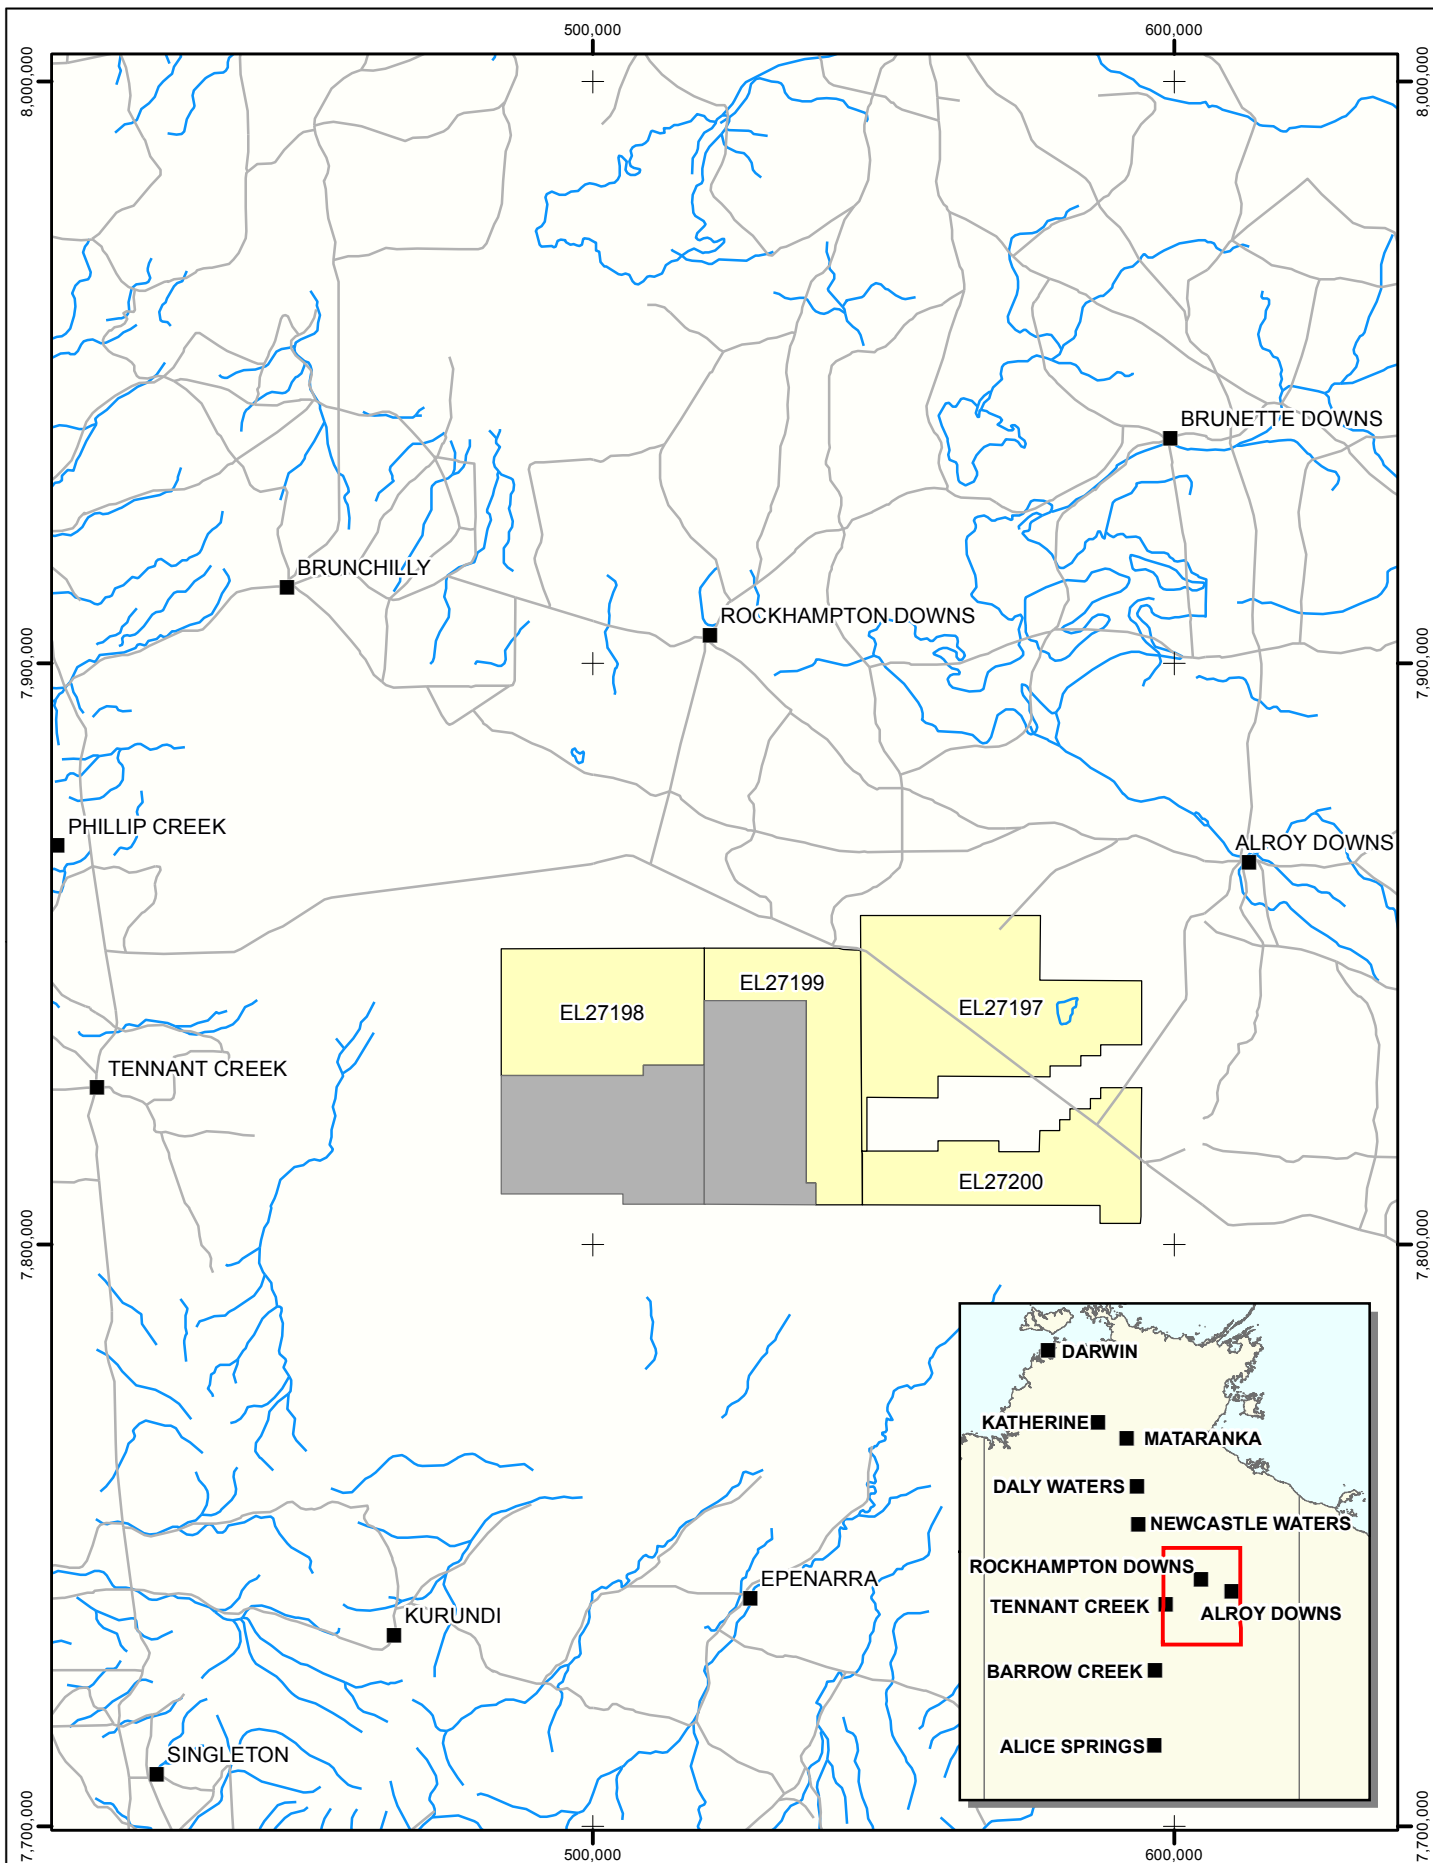 500,000
600,000
8,000,000
8,000,000
BRUNETTE DOWNS
BRUNCHILLY
ROCKHAMPTON DOWNS
7,900,000
7,900,000
PHILLIP CREEK
ALROY DOWNS
EL27199
EL27198
EL27197
TENNANT CREEK
EL27200
7,800,000
7,800,000
DARWIN
KATHERINE
MATARANKA
DALY WATERS
NEWCASTLE WATERS
ROCKHAMPTON DOWNS
TENNANT CREEK
ALROY DOWNS
BARROW CREEK
ALICE SPRINGS
EPENARRA
KURUNDI
SINGLETON
7,700,000
7,700,000
500,000
600,000